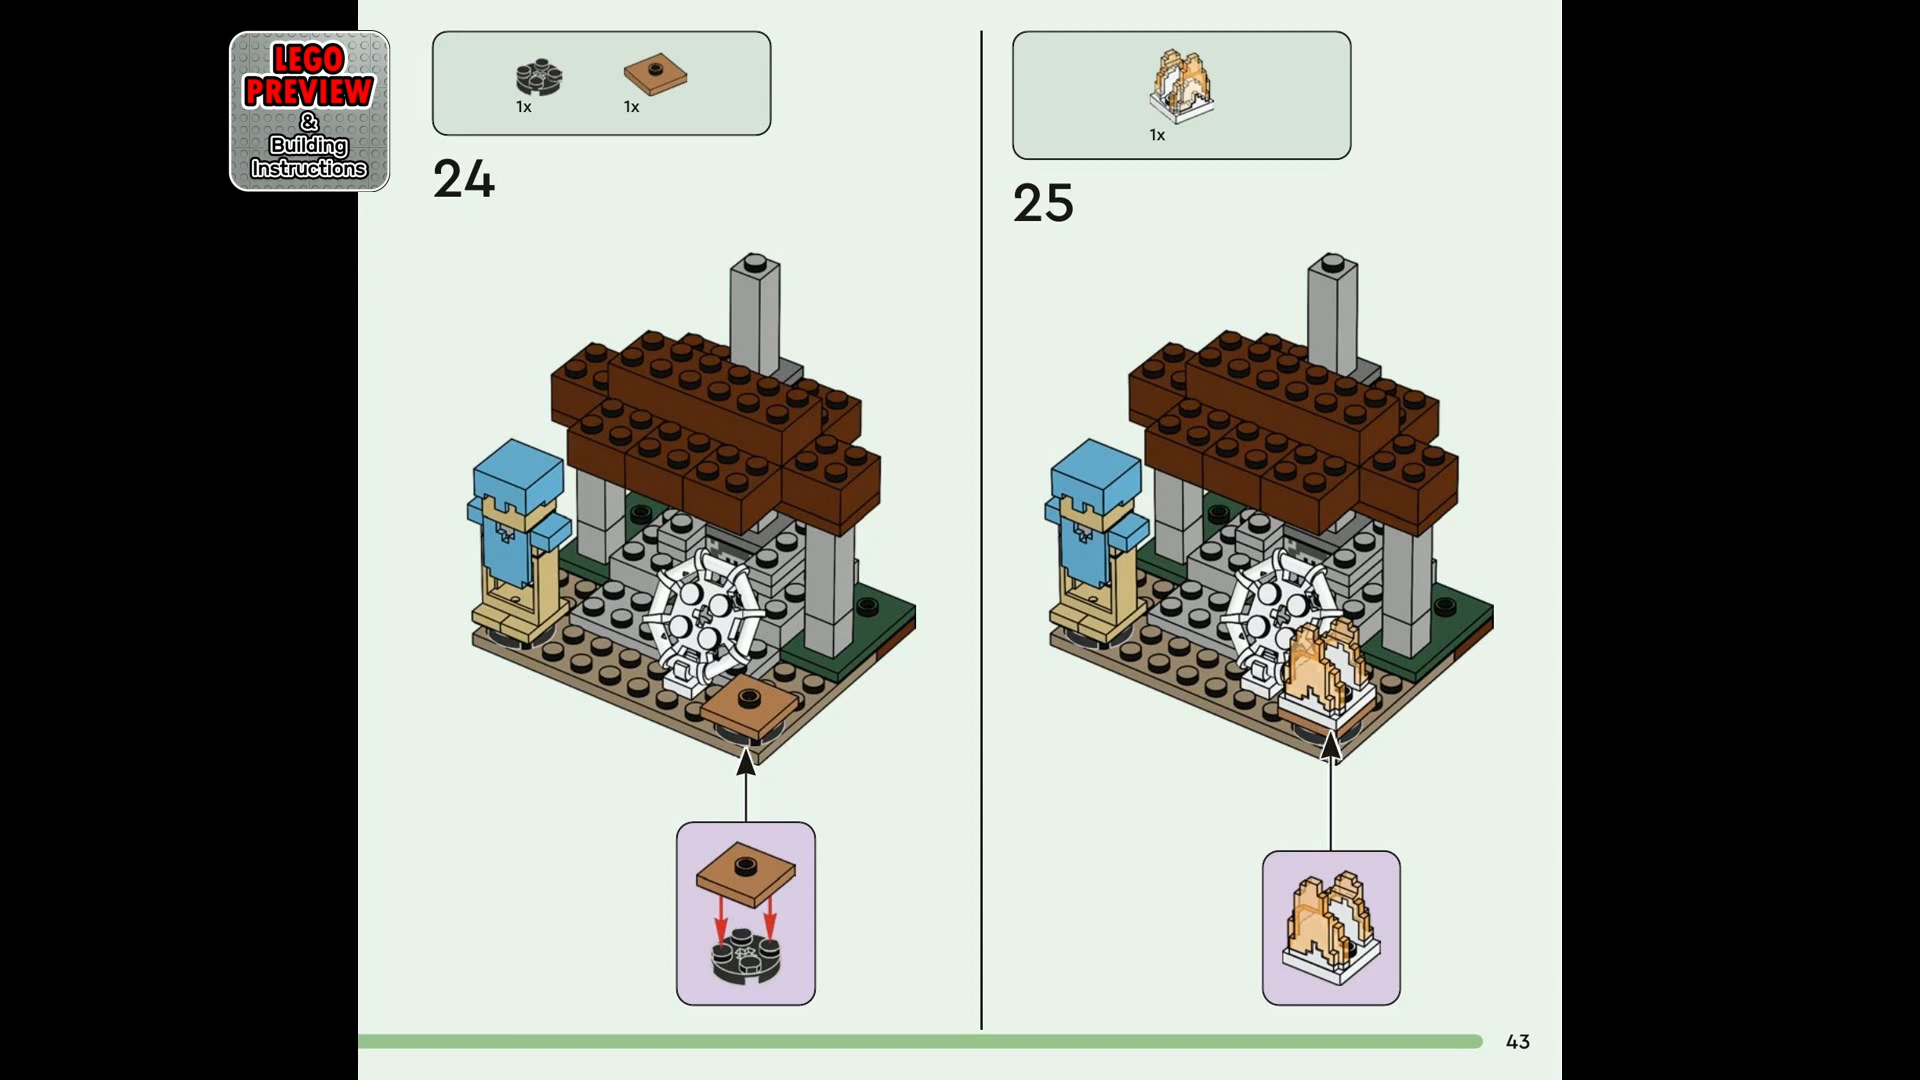 LEGO
PREVIEW
&
Building
Instructions
1x
1x
24
1x
25
43